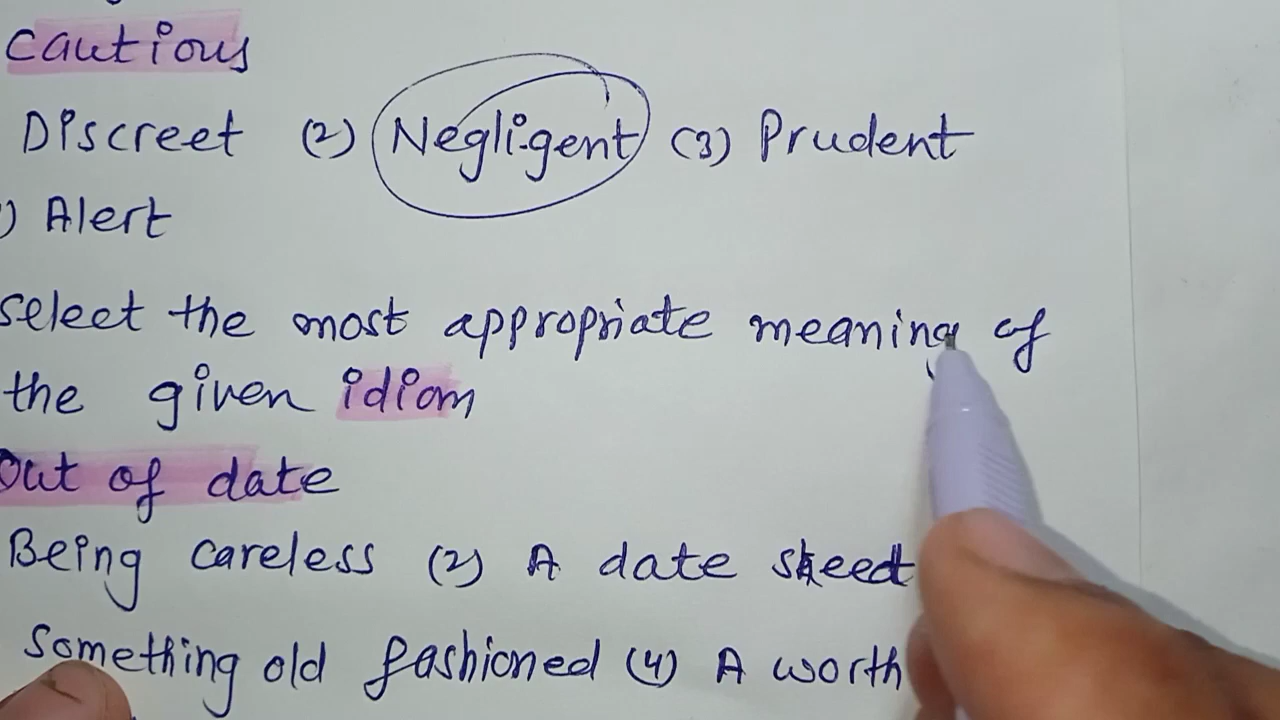 cautious
Discreet (2) Negligent (3) Prudent
) Alert
select the most appropriate meaning of
the given idiom
Out of date
Being careless (2) A date
Something old fashioned (4) A worth